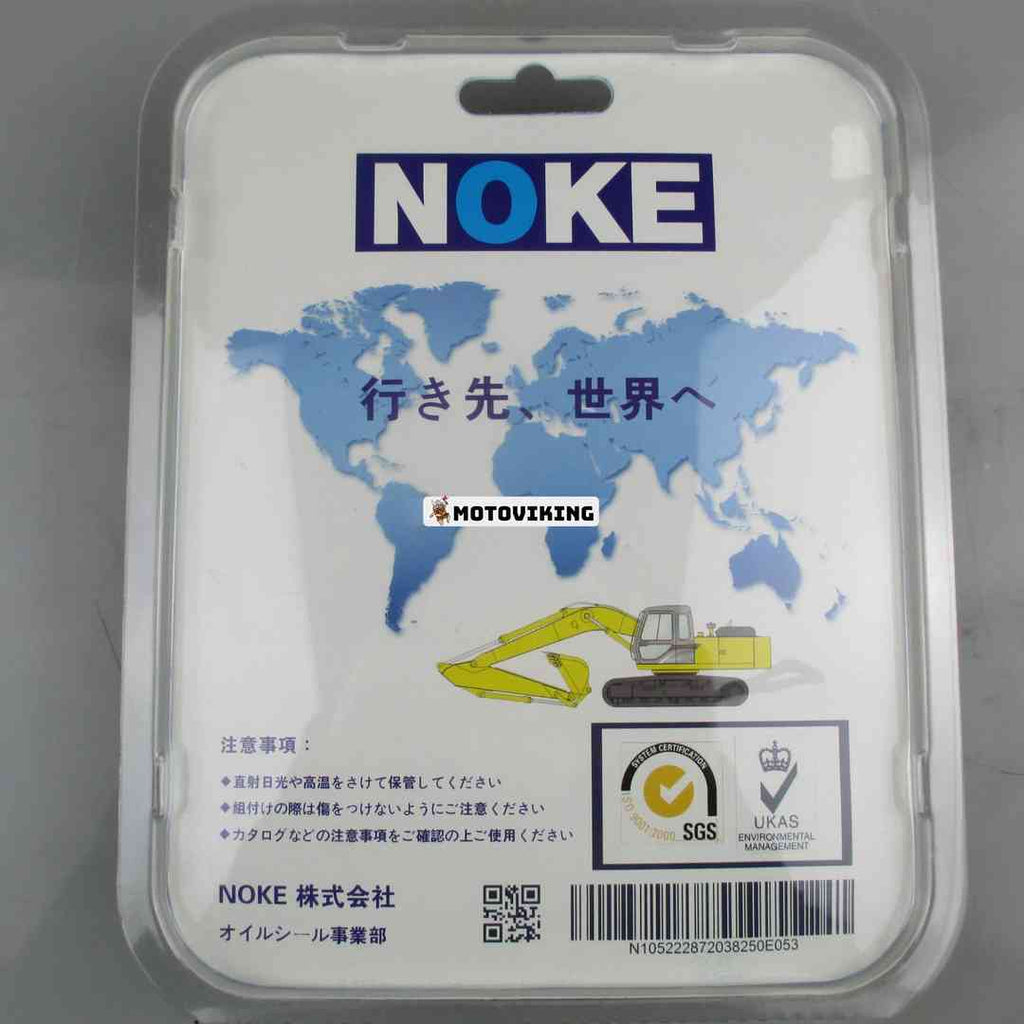 NOKE
行き先、世界へ
MOTOVIKING
注意事項：
◆直射日光や高温をさけて保管してください
◆組付けの際は傷をつけないようにご注意ください
◆カタログなどの注意事項をご確認の上ご使用ください
SYSTEM CERTIFICATION
ISO 9001:2000
SGS
UKAS
ENVIRONMENTAL
MANAGEMENT
NOKE 株式会社
オイルシール事業部
N105222872038250E053